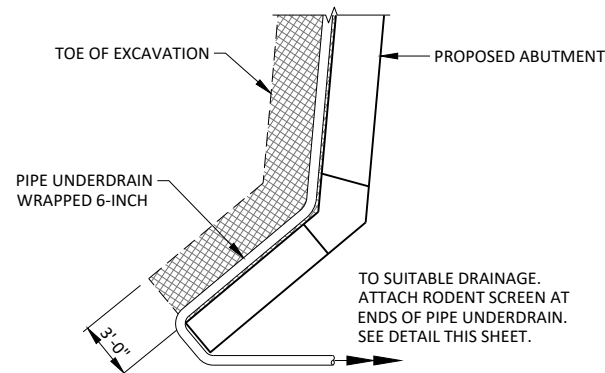 TOE OF EXCAVATION
PROPOSED ABUTMENT
PIPE UNDERDRAIN
WRAPPED 6-INCH
TO SUITABLE DRAINAGE.
ATTACH RODENT SCREEN AT
ENDS OF PIPE UNDERDRAIN.
SEE DETAIL THIS SHEET.
3'-0"